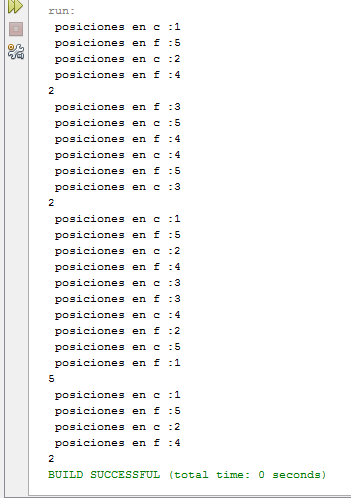 run:
posiciones en c :1
posiciones en f :5
posiciones en c :2
posiciones en f :4
2
posiciones en f :3
posiciones en c :5
posiciones en f :4
posiciones en c :4
posiciones en f :5
posiciones en c :3
2
posiciones en c :1
posiciones en f :5
posiciones en c :2
posiciones en f :4
posiciones en c :3
posiciones en f :3
posiciones en c :4
posiciones en f :2
posiciones en c :5
posiciones en f :1
5
posiciones en c :1
posiciones en f :5
posiciones en c :2
posiciones en f :4
2
BUILD SUCCESSFUL (total time: 0 seconds)